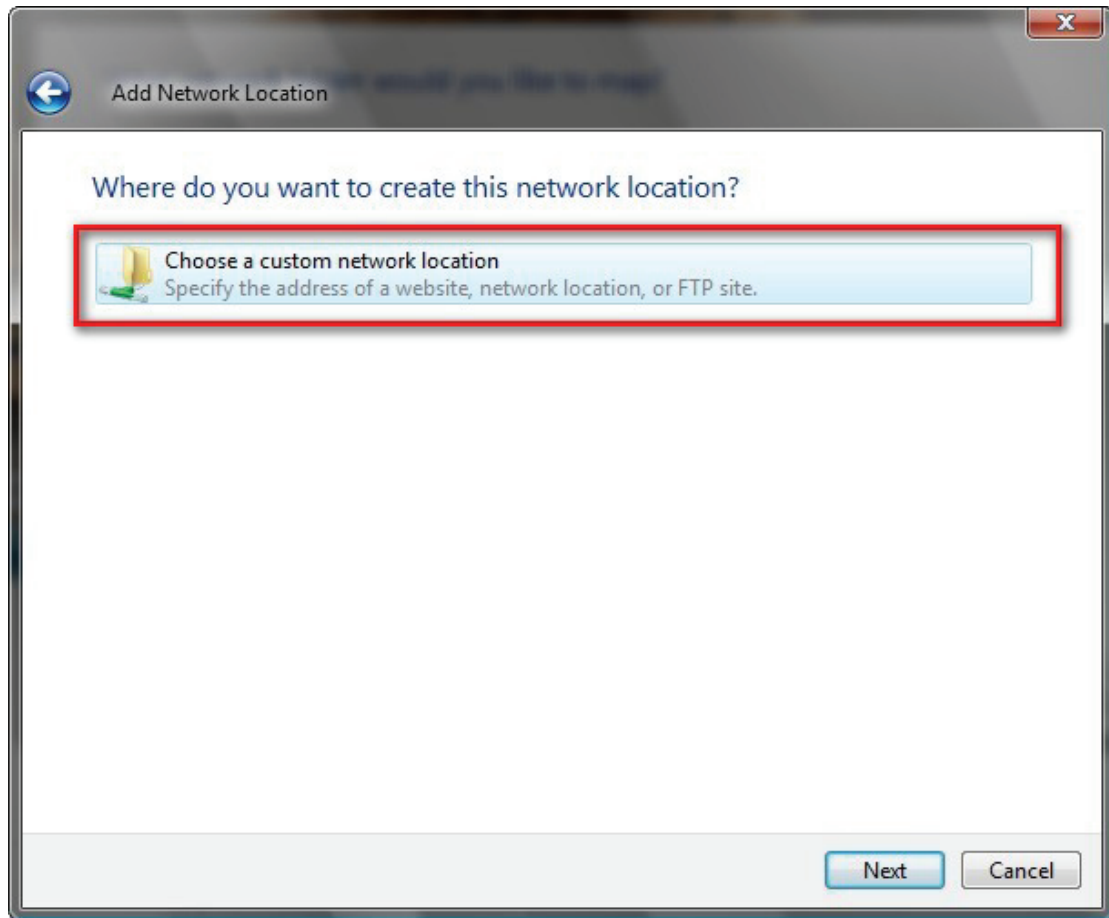 X
Add Network Location
Where do you want to create this network location?
Choose a custom network location
Specify the address of a website, network location, or FTP site.
Next
Cancel